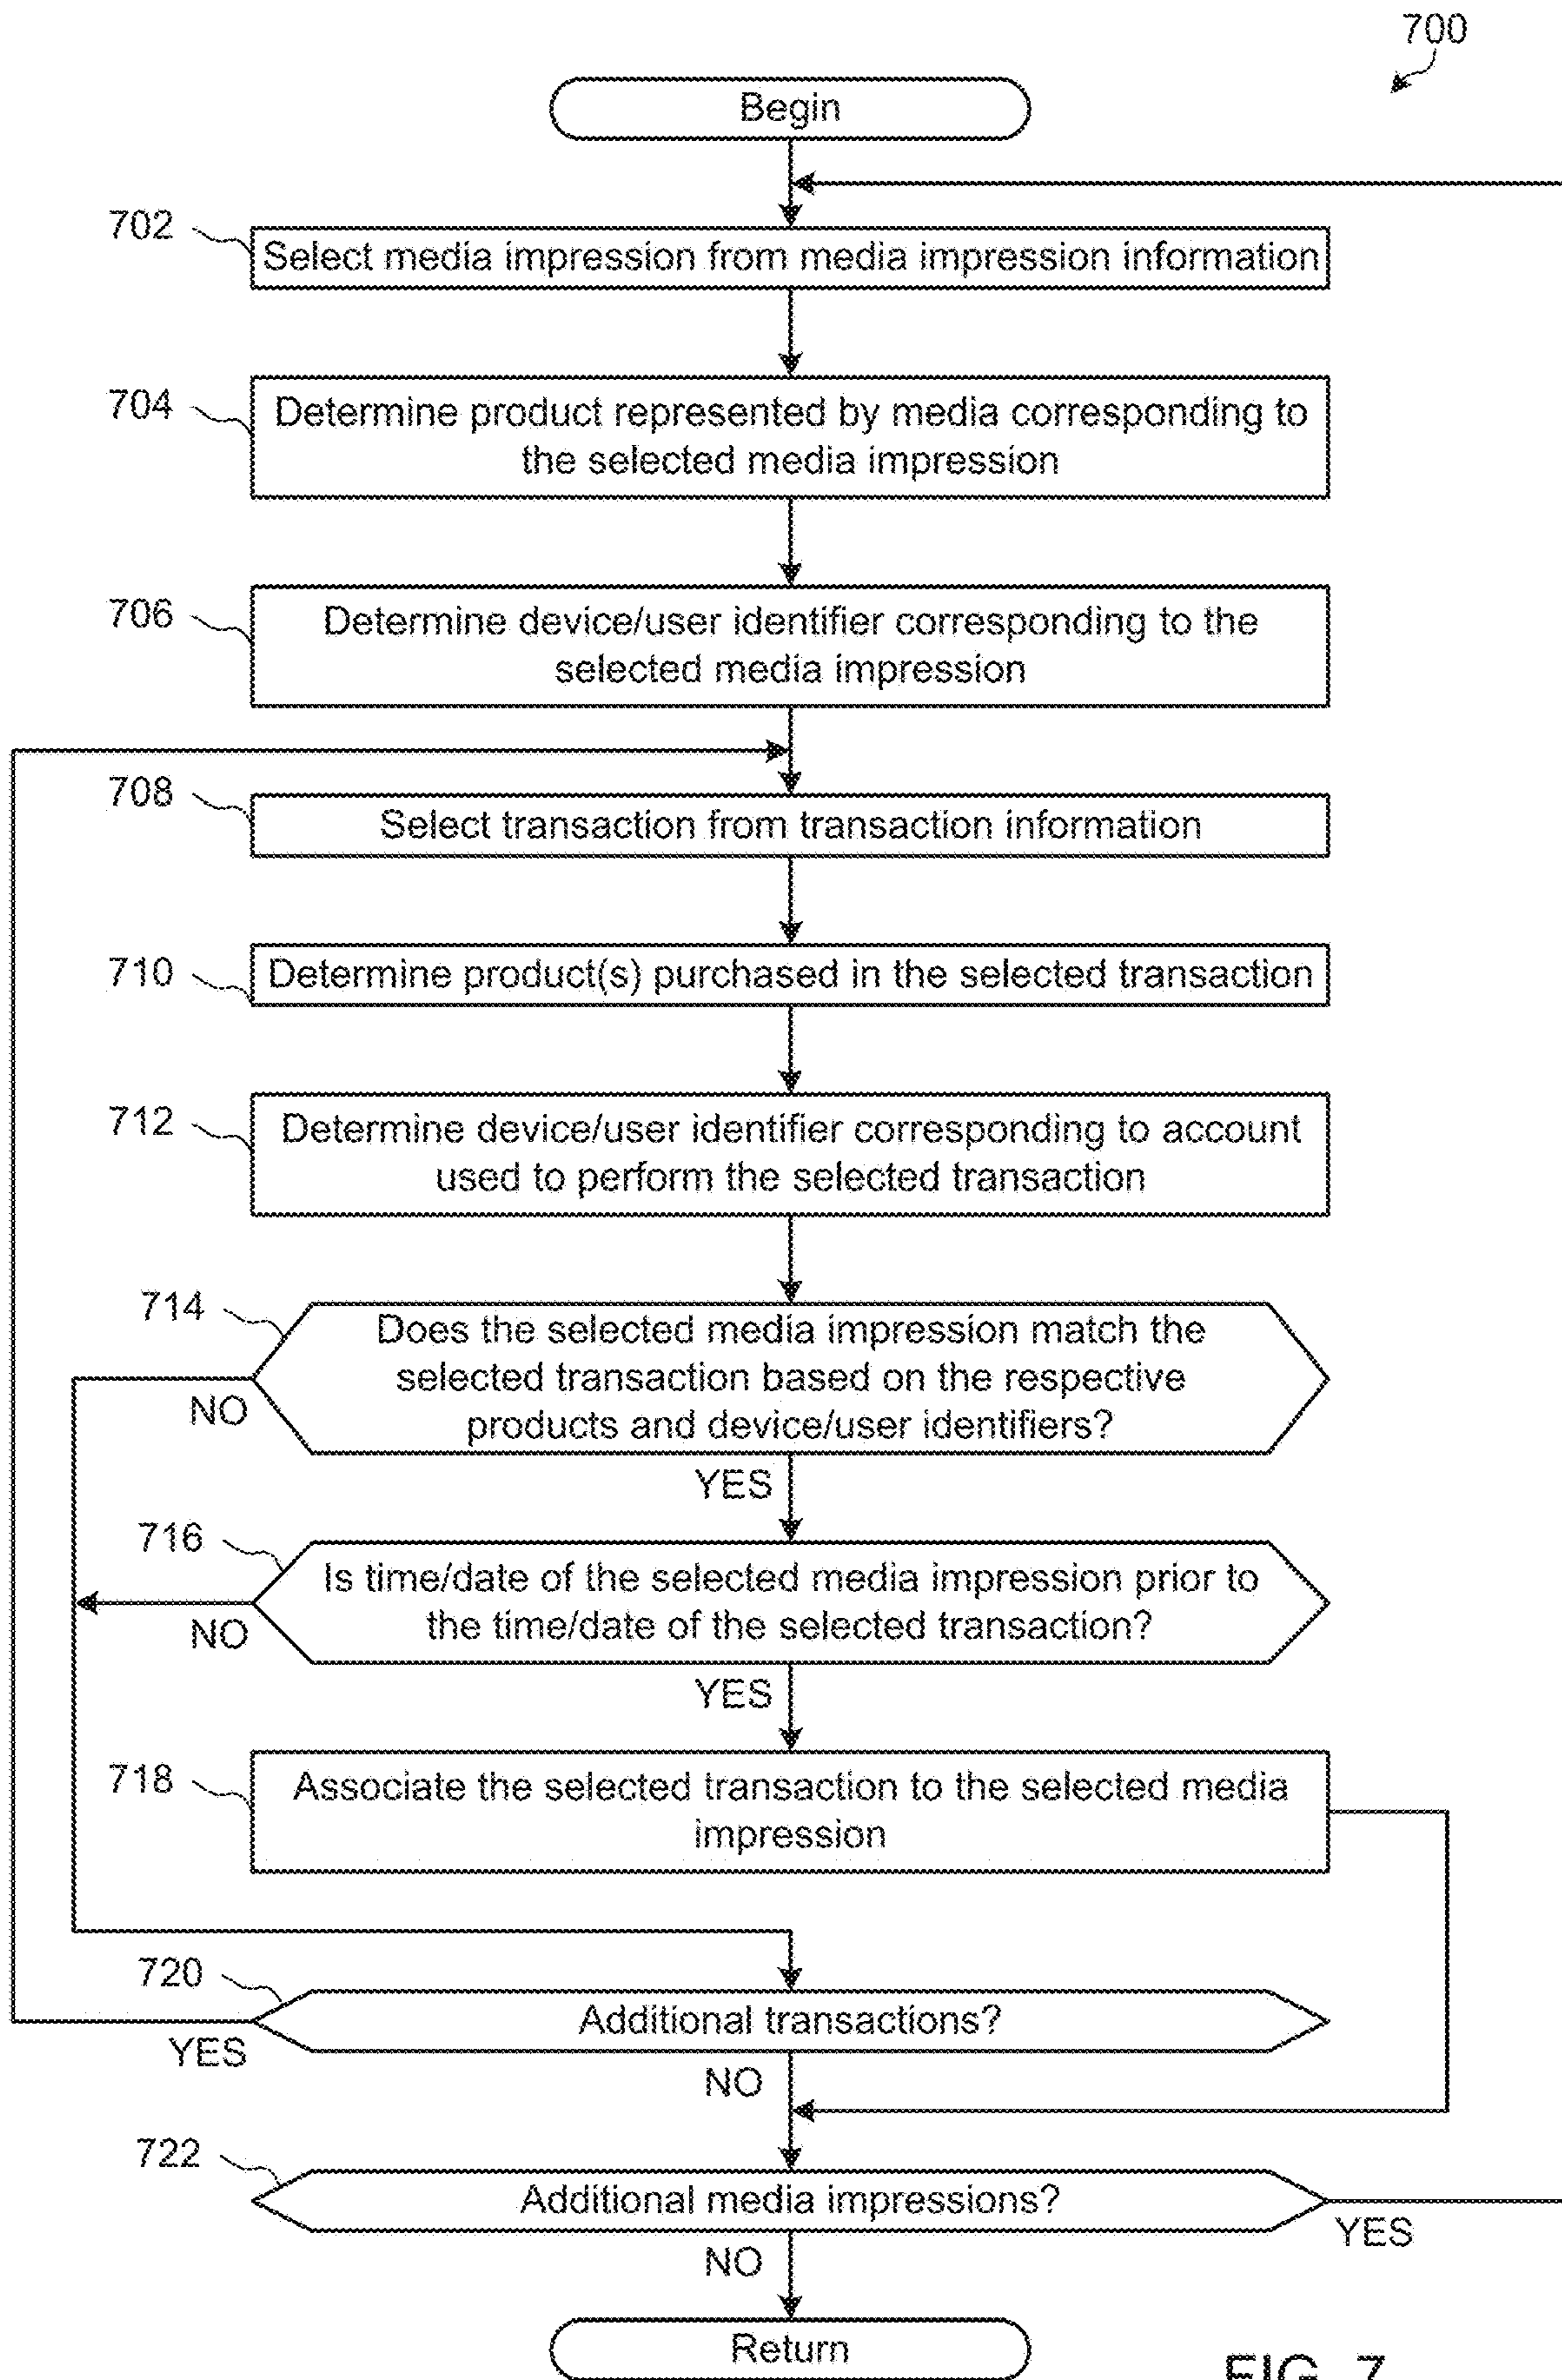 700
Begin
702
Select media impression from media impression information
704
Determine product represented by media corresponding to
the selected media impression
706
Determine device/user identifier corresponding to the
selected media impression
708
Select transaction from transaction information
710
Determine product(s) purchased in the selected transaction
712
Determine device/user identifier corresponding to account
used to perform the selected transaction
714
Does the selected media impression match the
selected transaction based on the respective
products and device/user identifiers?
NO
YES
716
Is time/date of the selected media impression prior to
the time/date of the selected transaction?
NO
YES
718
Associate the selected transaction to the selected media
impression
720
Additional transactions?
YES
NO
722
Additional media impressions?
YES
NO
Return
FIG. 7